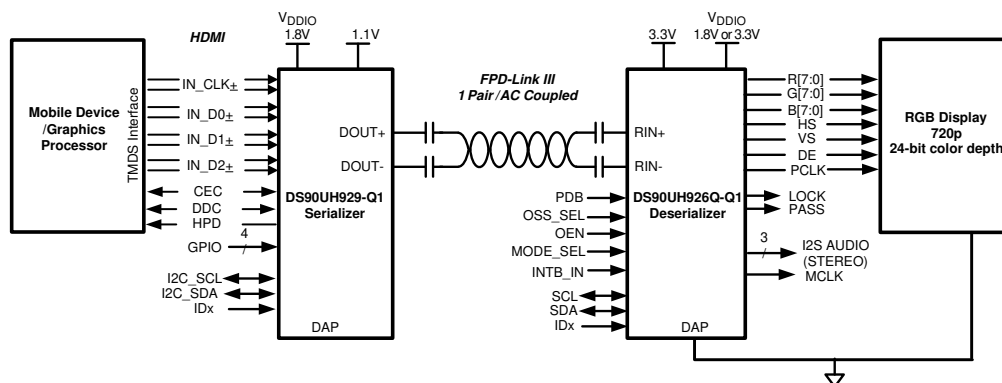 HDMI
VDDIO
1.8V
1.1V
Mobile Device
/Graphics
Processor
TMDS Interface
IN_CLK±
IN_D0±
IN_D1±
IN_D2±
CEC
DDC
HPD
GPIO
4
I2C_SCL
I2C_SDA
IDx
DOUT+
DOUT-
DS90UH929-Q1
Serializer
DAP
FPD-Link III
1 Pair /AC Coupled
3.3V
VDDIO
1.8V or 3.3V
RIN+
RIN-
DS90UH926Q-Q1
Deserializer
DAP
PDB
OSS_SEL
OEN
MODE_SEL
INTB_IN
SCL
SDA
IDx
R[7:0]
G[7:0]
B[7:0]
HS
VS
DE
PCLK
LOCK
PASS
3
I2S AUDIO
(STEREO)
MCLK
RGB Display
720p
24-bit color depth